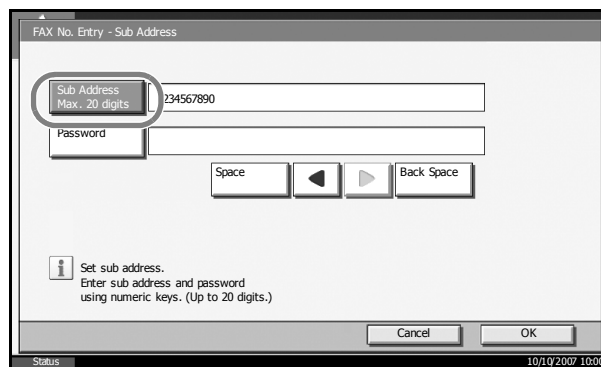 FAX No. Entry - Sub Address
Sub Address
Max. 20 digits
234567890
Password
Space
Back Space
i
Set sub address.
Enter sub address and password
using numeric keys. (Up to 20 digits.)
Cancel
OK
Status
10/10/2007 10:00